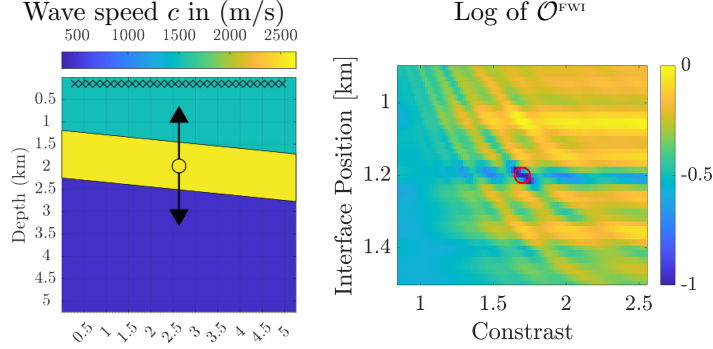 Wave speed c in (m/s)
500 1000 1500 2000 2500
Depth (km)
0.5
1
1.5
2
2.5
3
3.5
4
4.5
5
0.5 1 1.5 2 2.5 3 3.5 4 4.5 5
Log of 𝒪^FWI
Interface Position [km]
1
1.2
1.4
1 1.5 2 2.5
Constrast
0
-0.5
-1